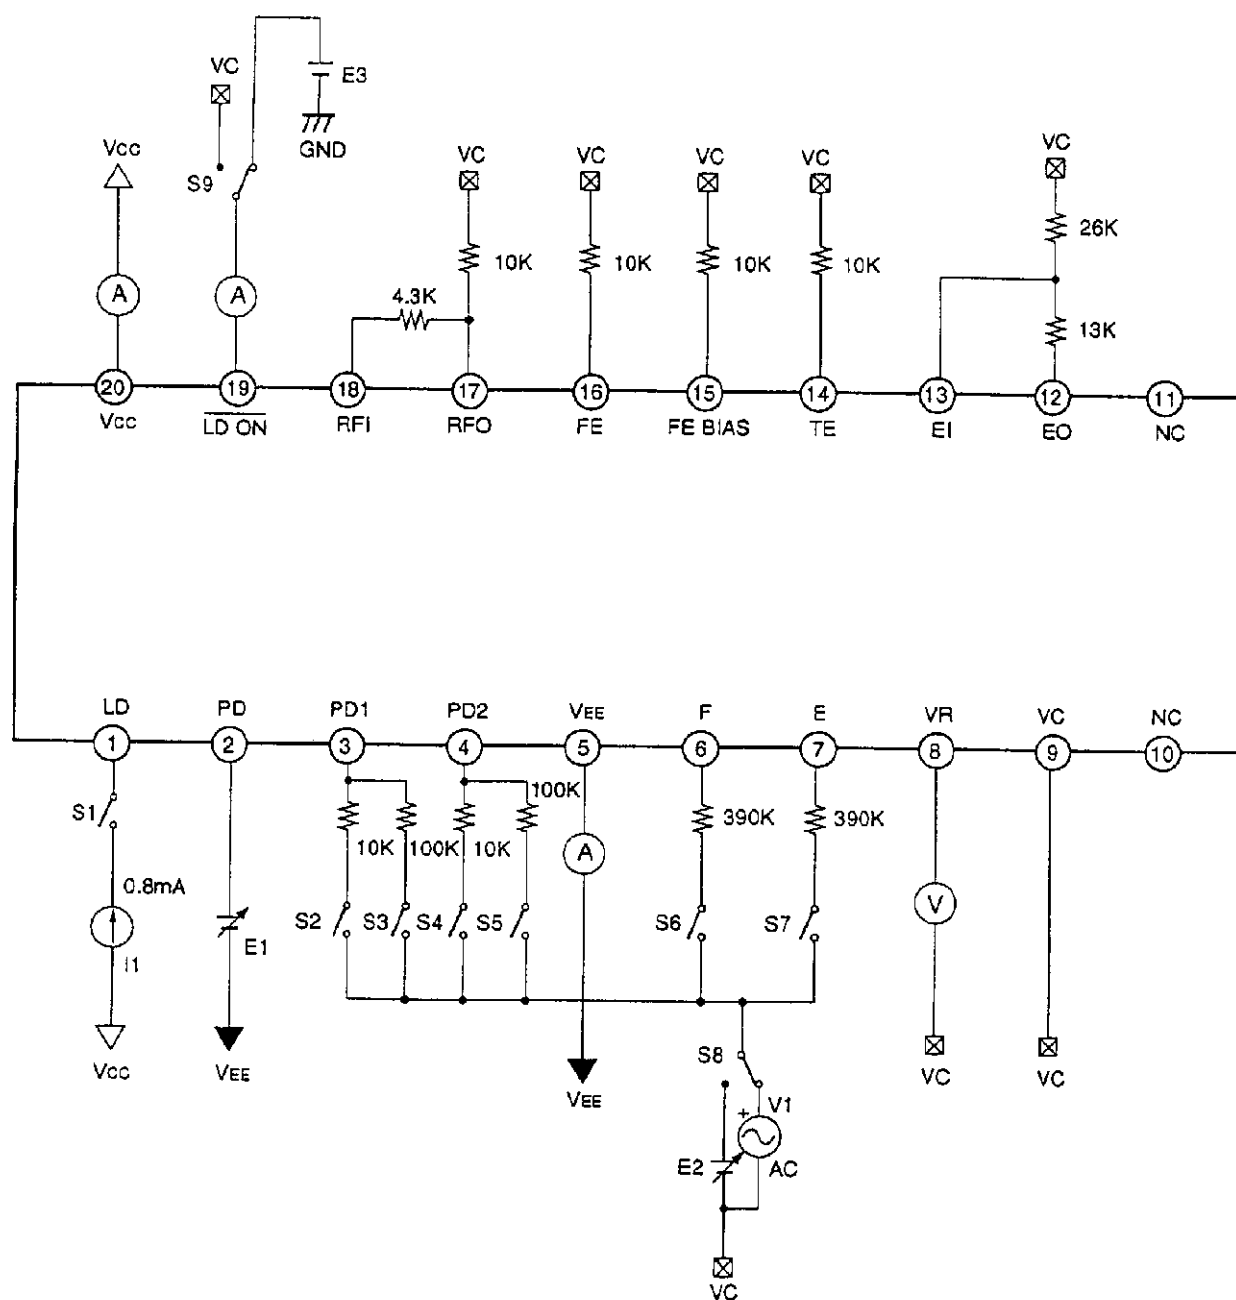 VC
E3
GND
Vcc
S9
VC
VC
VC
VC
VC
10K
10K
10K
10K
26K
13K
4.3K
A
A
20
19
18
17
16
15
14
13
12
11
Vcc
LD ON
RFI
RFO
FE
FE BIAS
TE
EI
EO
NC
LD
PD
PD1
PD2
VEE
F
E
VR
VC
NC
1
2
3
4
5
6
7
8
9
10
S1
10K
100K
10K
100K
A
390K
390K
0.8mA
I1
E1
S2
S3
S4
S5
S6
S7
V
Vcc
VEE
VEE
S8
VC
VC
+
V1
E2
AC
VC